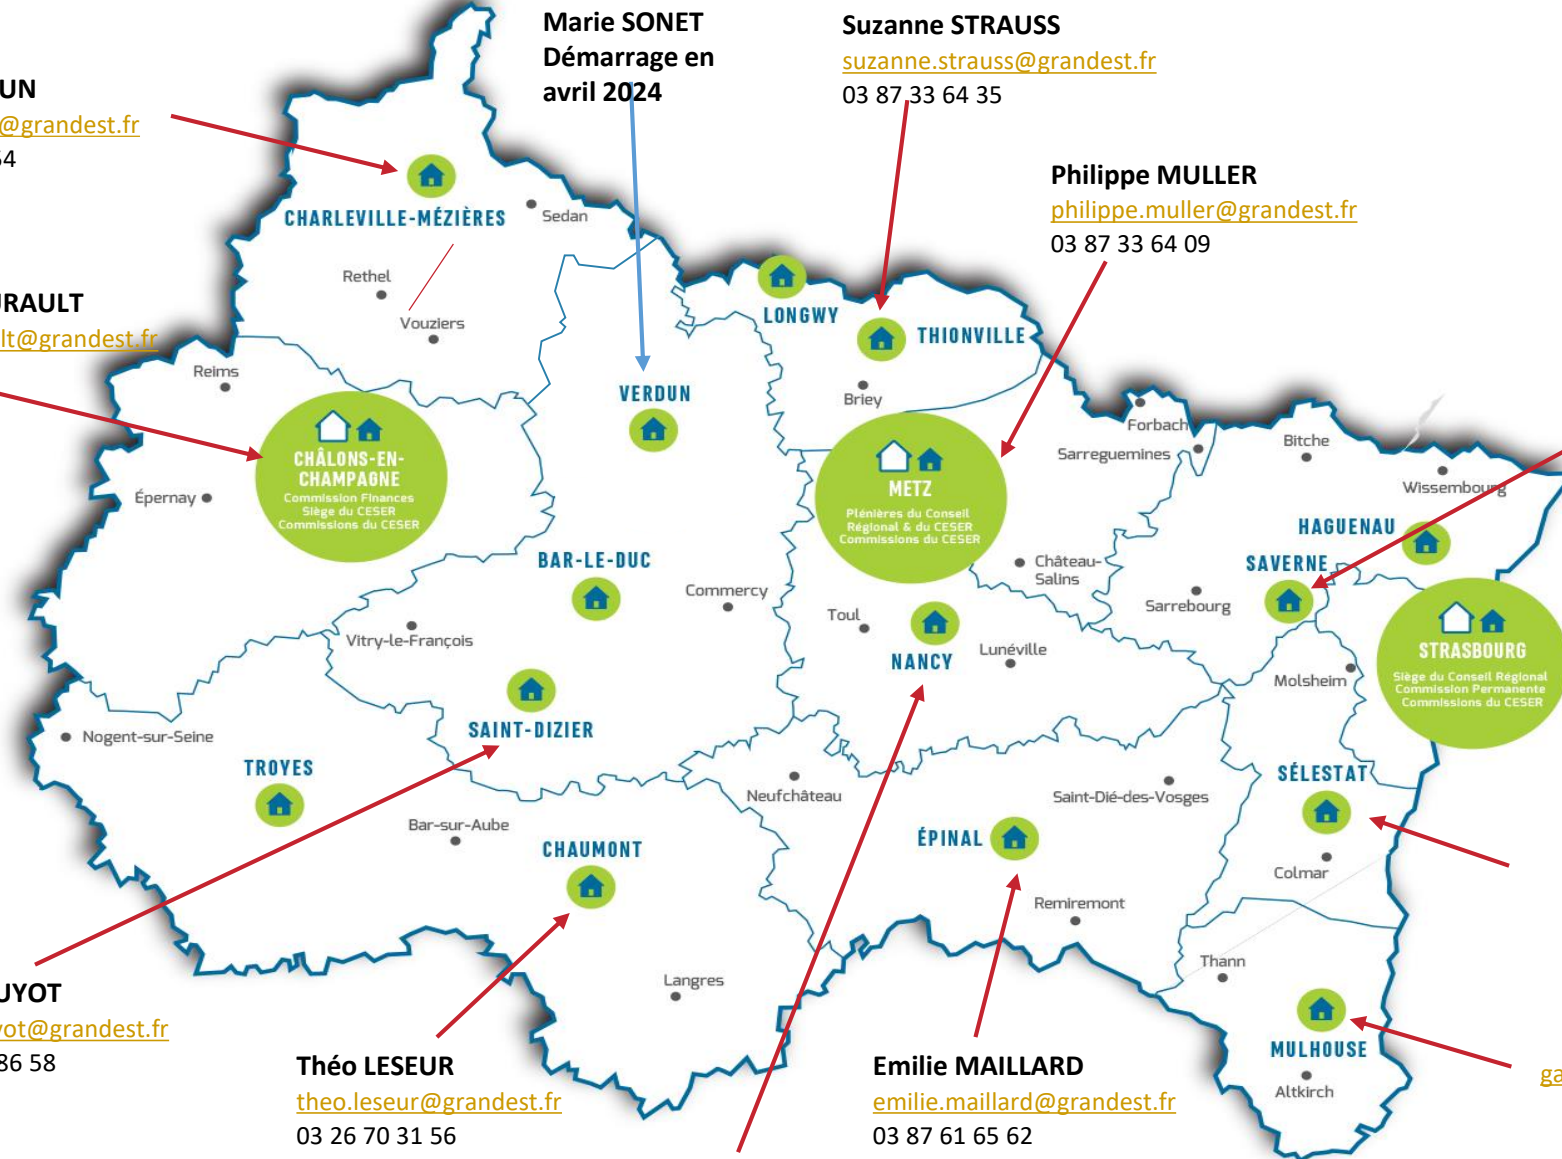 Marie SONET
Démarrage en
avril 2024
Suzanne STRAUSS
suzanne.strauss@grandest.fr
03 87 33 64 35
UN
@grandest.fr
Philippe MULLER
philippe.muller@grandest.fr
03 87 33 64 09
CHARLEVILLE-MÉZIÈRES
Sedan
Rethel
Vouziers
URAULT
lt@grandest.fr
LONGWY
THIONVILLE
Briey
Reims
VERDUN
Forbach
Sarreguemines
Bitche
Wissembourg
CHÂLONS-EN-
CHAMPAGNE
Commission Finances
Siège du CESER
Commissions du CESER
Épernay
METZ
Plénières du Conseil
Régional & du CESER
Commissions du CESER
HAGUENAU
SAVERNE
BAR-LE-DUC
Commercy
Château-
Salins
Sarrebourg
Vitry-le-François
Toul
NANCY
Lunéville
STRASBOURG
Siège du Conseil Régional
Commission Permanente
Commissions du CESER
Molsheim
SAINT-DIZIER
Nogent-sur-Seine
TROYES
Neufchâteau
Saint-Dié-des-Vosges
SÉLESTAT
Bar-sur-Aube
CHAUMONT
ÉPINAL
Colmar
Remiremont
Thann
Langres
UYOT
ot@grandest.fr
86 58
MULHOUSE
Altkirch
ga
Théo LESEUR
theo.leseur@grandest.fr
03 26 70 31 56
Emilie MAILLARD
emilie.maillard@grandest.fr
03 87 61 65 62